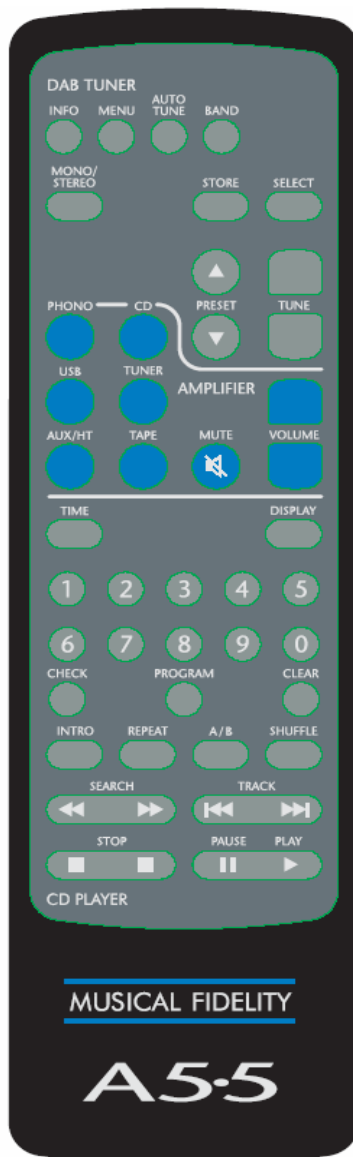 DAB TUNER
INFO MENU AUTO TUNE BAND
MONO/
STEREO STORE SELECT
PHONO CD PRESET TUNE
USB TUNER AMPLIFIER
AUX/HT TAPE MUTE VOLUME
TIME DISPLAY
1 2 3 4 5
6 7 8 9 0
CHECK PROGRAM CLEAR
INTRO REPEAT A/B SHUFFLE
SEARCH TRACK
STOP PAUSE PLAY
CD PLAYER
MUSICAL FIDELITY
A5·5